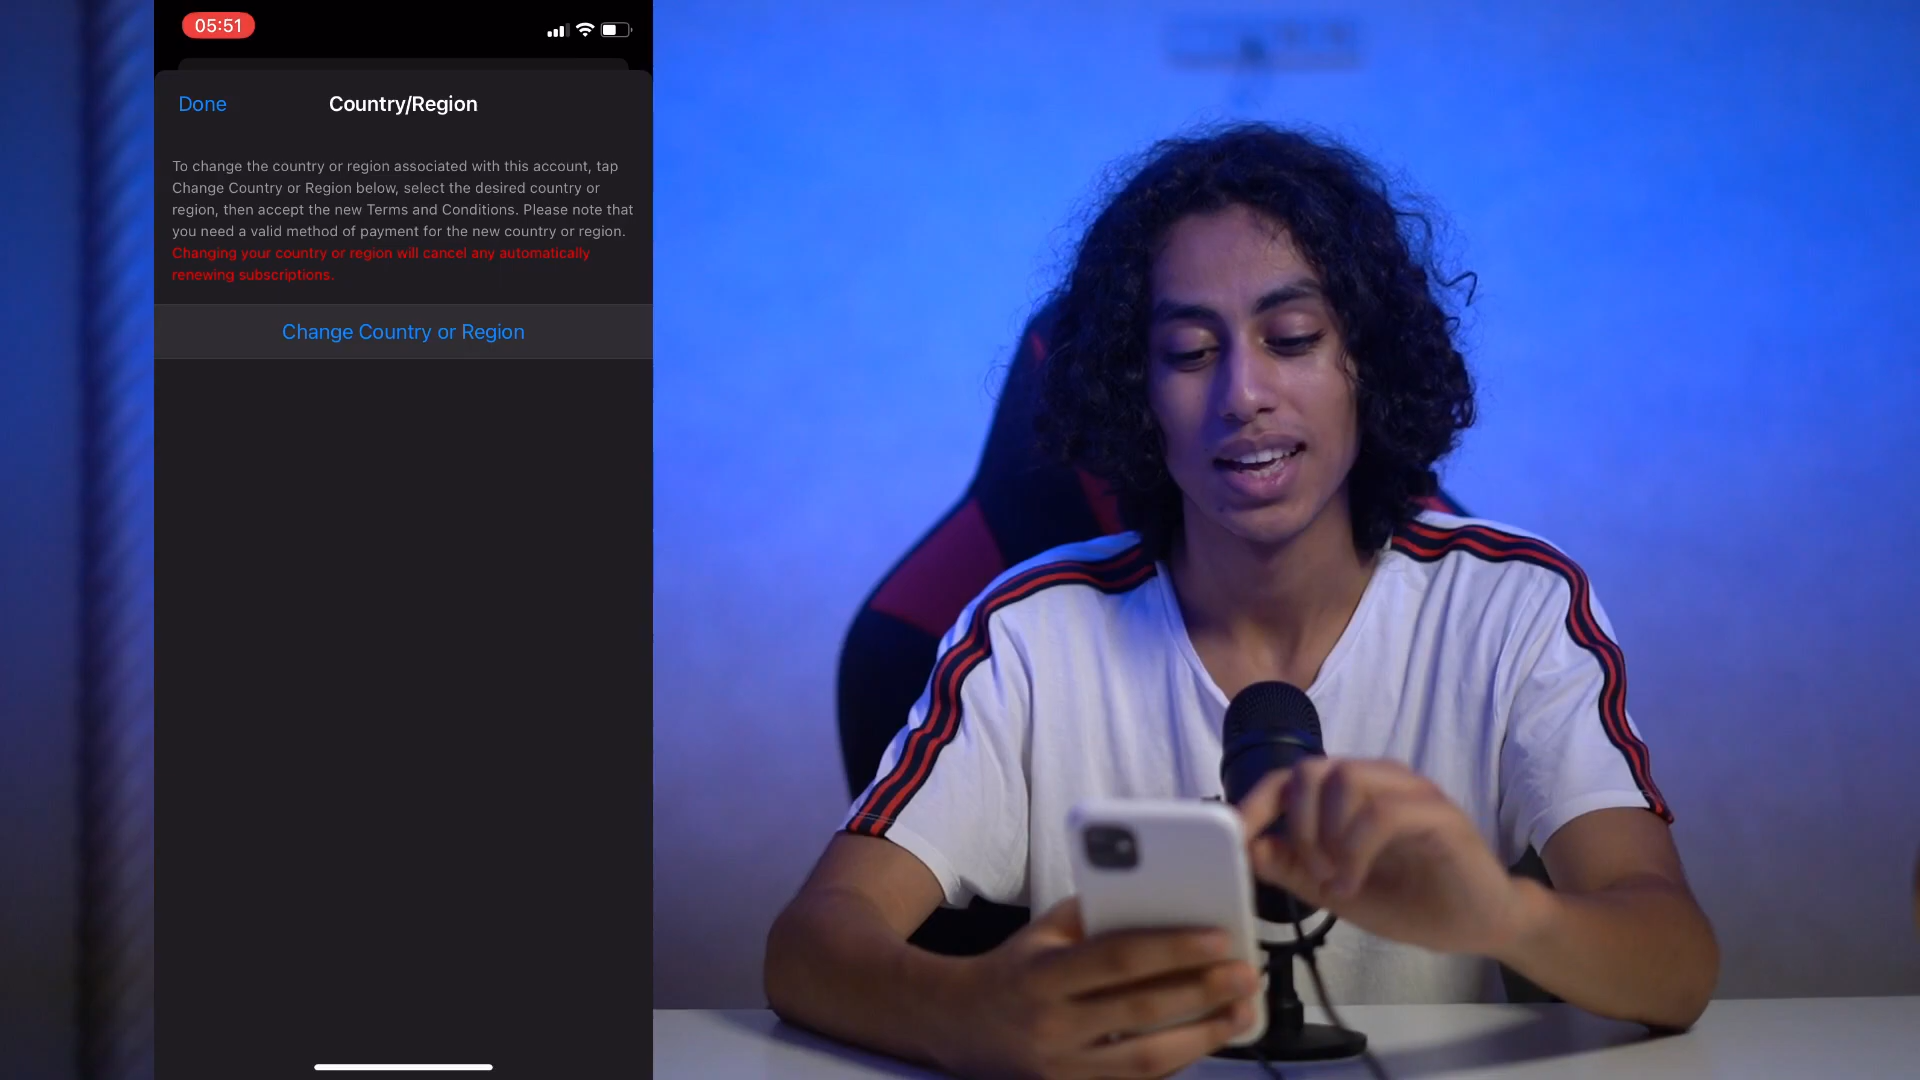 05:51
Done
Country/Region
To change the country or region associated with this account, tap
Change Country or Region below, select the desired country or
region, then accept the new Terms and Conditions. Please note that
you need a valid method of payment for the new country or region.
Changing your country or region will cancel any automatically
renewing subscriptions.
Change Country or Region